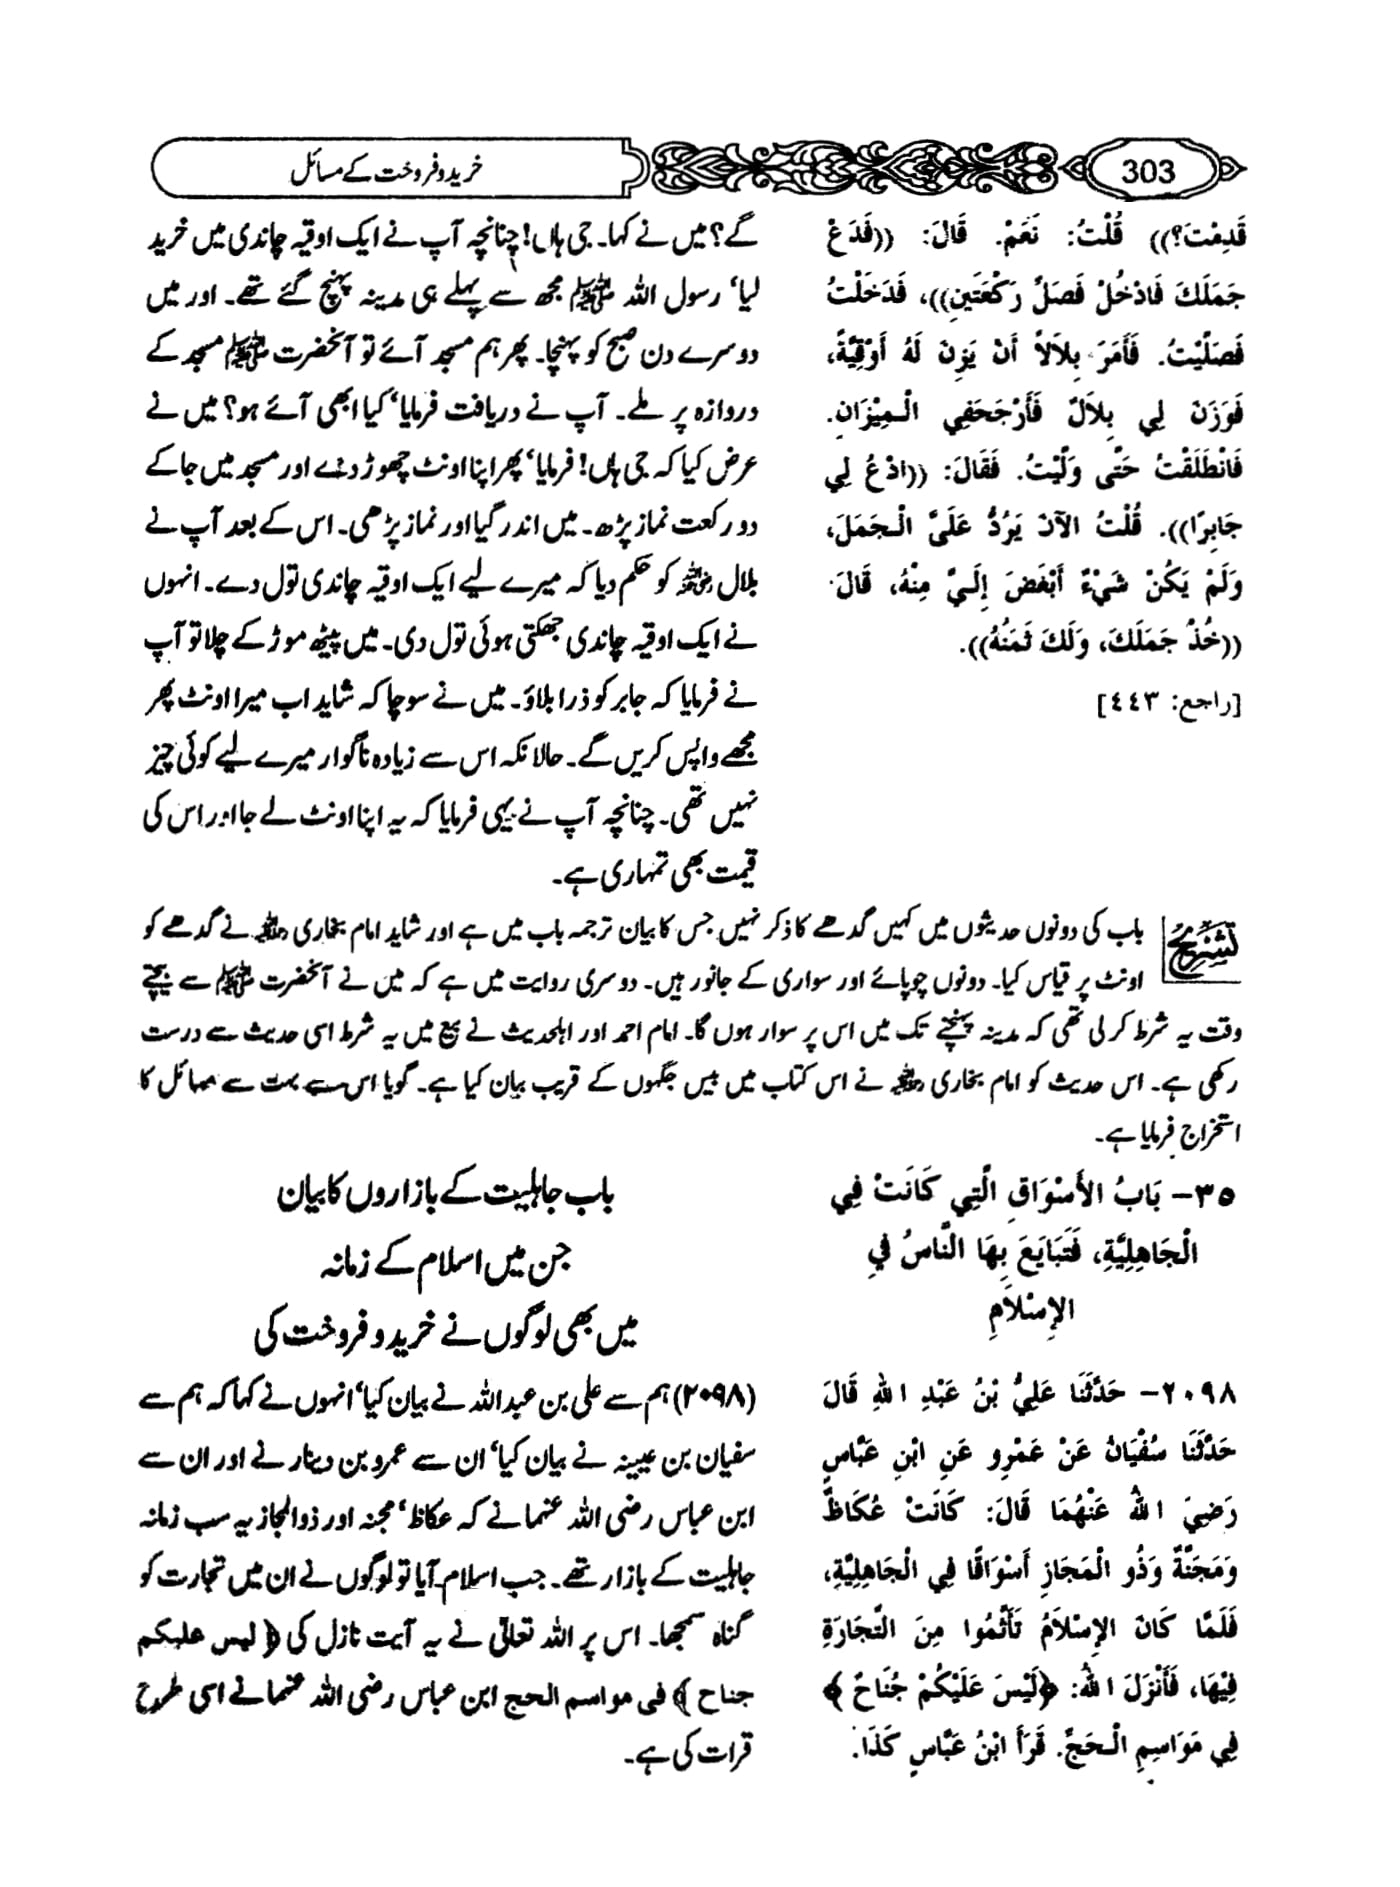 303
خرید و فروخت کے مسائل
قَدِمْتَ؟)) قُلْتُ: نَعَمْ. قَالَ: ((فَدَعْ
جَمَلَكَ فَادْخُلْ فَصَلِّ رَكْعَتَينِ))، فَدَخَلْتُ
فَصَلَّيْتُ. فَأَمَرَ بِلاَلاً أَنْ يَزِنَ لَهُ أَوْقِيَّةً،
فَوَزَنَ لِي بِلاَلٌ فَأَرْجَحَفِي الْـمِيْزَانِ.
فَانْطَلَقْتُ حَتَّى وَلَّيْتُ. فَقَالَ: ((ادْعُ لِي
جَابِرًا)). قُلْتُ الآنَ يَرُدُّ عَلَيَّ الْـجَمَلَ،
وَلَمْ يَكُنْ شَيْءٌ أَبْغَضَ إِلَيَّ مِنْهُ، قَالَ:
((خُذْ جَمَلَكَ، وَلَكَ ثَمَنُهُ)).
[راجع: ٤٤٣]
گے؟ میں نے کہا۔ جی ہاں! چنانچہ آپ نے ایک اوقیہ چاندی میں خرید
لیا‘ رسول اللہ ﷺ مجھ سے پہلے ہی مدینہ پہنچ گئے تھے۔ اور میں
دوسرے دن صبح کو پہنچا۔ پھر ہم مسجد آئے تو آنحضرت ﷺ مسجد کے
دروازہ پر ملے۔ آپ نے دریافت فرمایا‘ کیا ابھی آئے ہو؟ میں نے
عرض کیا کہ جی ہاں! فرمایا‘ پھر اپنا اونٹ چھوڑ دے اور مسجد میں جا کے
دو رکعت نماز پڑھ۔ میں اندر گیا اور نماز پڑھی۔ اس کے بعد آپ نے
بلال رضی اللہ عنہ کو حکم دیا کہ میرے لیے ایک اوقیہ چاندی تول دے۔ انہوں
نے ایک اوقیہ چاندی جھکتی ہوئی تول دی۔ میں پیٹھ موڑ کے چلا تو آپ
نے فرمایا کہ جابر کو ذرا بلاؤ۔ میں نے سوچا کہ شاید اب میرا اونٹ پھر
مجھے واپس کریں گے۔ حالانکہ اس سے زیادہ ناگوار میرے لیے کوئی چیز
نہیں تھی۔ چنانچہ آپ نے یہی فرمایا کہ یہ اپنا اونٹ لے جا اور اس کی
قیمت بھی تمہاری ہے۔
تشریح باب کی دونوں حدیثوں میں کہیں گدھے کا ذکر نہیں جس کا بیان ترجمہ باب میں ہے اور شاید امام بخاری رحمہ اللہ نے گدھے کو
اونٹ پر قیاس کیا۔ دونوں چوپائے اور سواری کے جانور ہیں۔ دوسری روایت میں ہے کہ میں نے آنحضرت ﷺ سے بیچتے
وقت یہ شرط کر لی تھی کہ مدینہ پہنچنے تک میں اس پر سوار ہوں گا۔ امام احمد اور اہلحدیث نے بیع میں یہ شرط اسی حدیث سے درست
رکھی ہے۔ اس حدیث کو امام بخاری رحمہ اللہ نے اس کتاب میں بیس جگہوں کے قریب بیان کیا ہے۔ گویا اس سے بہت سے مسائل کا
استخراج فرمایا ہے۔
٣٥- بَابُ الأَسْوَاقِ الَّتِي كَانَتْ فِي
الْجَاهِلِيَّةِ، فَتَبَايَعَ بِهَا النَّاسُ فِي
الإِسْلاَمِ
باب جاہلیت کے بازاروں کا بیان
جن میں اسلام کے زمانہ
میں بھی لوگوں نے خرید و فروخت کی
٢٠٩٨- حَدَّثَنَا عَلِيُّ بْنُ عَبْدِ اللهِ قَالَ
حَدَّثَنَا سُفْيَانُ عَنْ عَمْرٍو عَنِ ابْنِ عَبَّاسٍ
رَضِيَ اللهُ عَنْهُمَا قَالَ: كَانَتْ عُكَاظٌ
وَمَجَنَّةٌ وَذُو الْمَجَازِ أَسْوَاقًا فِي الْجَاهِلِيَّةِ،
فَلَمَّا كَانَ الإِسْلاَمُ تَأَثَّمُوا مِنَ التِّجَارَةِ
فِيْهَا، فَأَنْزَلَ اللهُ: ﴿لَيْسَ عَلَيْكُمْ جُنَاحٌ﴾
فِي مَوَاسِمِ الْـحَجِّ. قَرَأَ ابْنُ عَبَّاسٍ كَذَا.
(۲۰۹۸) ہم سے علی بن عبداللہ نے بیان کیا‘ انہوں نے کہا کہ ہم سے
سفیان بن عیینہ نے بیان کیا‘ ان سے عمرو بن دینار نے اور ان سے
ابن عباس رضی اللہ عنہما نے کہ عکاظ‘ مجنہ اور ذوالمجاز یہ سب زمانہ
جاہلیت کے بازار تھے۔ جب اسلام آیا تو لوگوں نے ان میں تجارت کو
گناہ سمجھا۔ اس پر اللہ تعالیٰ نے یہ آیت نازل کی ﴿ لیس علیکم
جناح ﴾ فی مواسم الحج ابن عباس رضی اللہ عنہما نے اسی طرح
قرات کی ہے۔